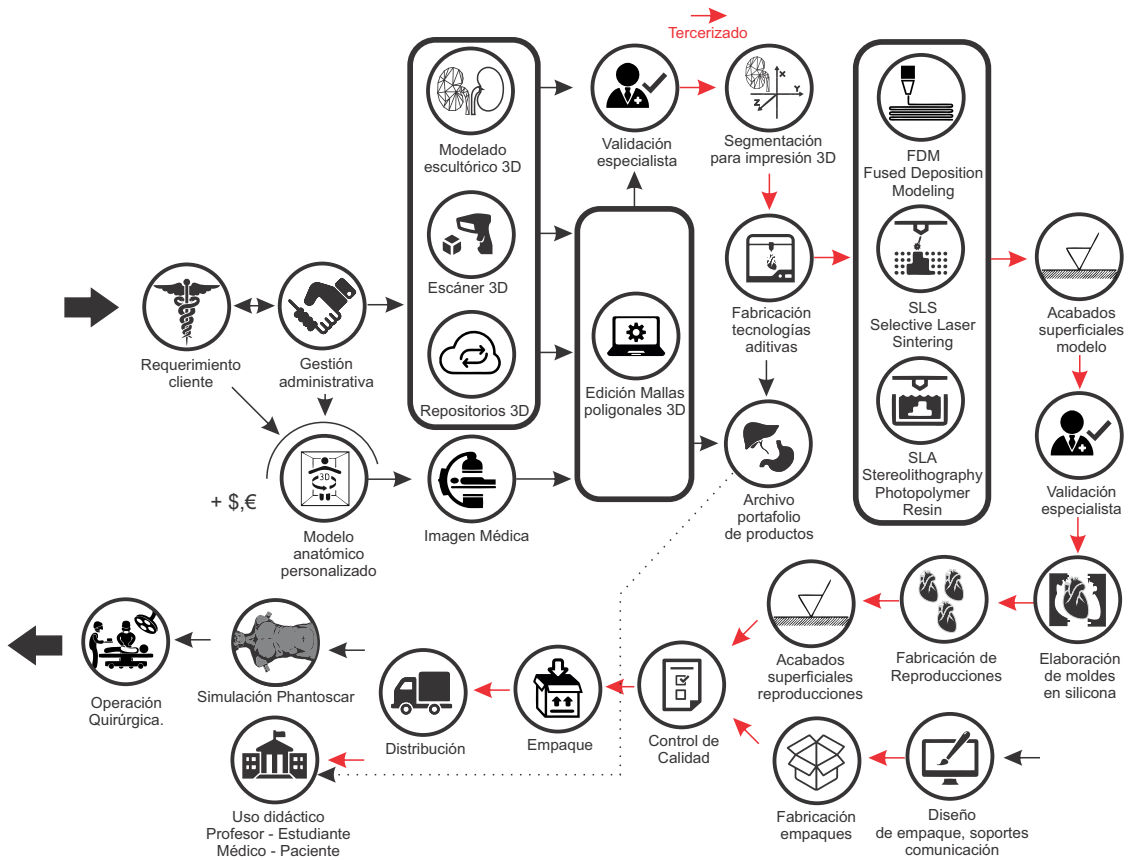 Tercerizado
Modelado
escultórico 3D
Validación
especialista
Segmentación
para impresión 3D
X
Y
Z
FDM
Fused Deposition
Modeling
Escáner 3D
SLS
Selective Laser
Sintering
Requerimiento
cliente
Gestión
administrativa
Repositorios 3D
Edición Mallas
poligonales 3D
Fabricación
tecnologías
aditivas
Acabados
superficiales
modelo
SLA
Stereolithography
Photopolymer
Resin
3D
+ $,€
Modelo
anatómico
personalizado
Imagen Médica
Archivo
portafolio
de productos
Validación
especialista
Operación
Quirúrgica.
Simulación Phantoscar
Distribución
Empaque
Control de
Calidad
Acabados
superficiales
reproducciones
Fabricación de
Reproducciones
Elaboración
de moldes
en silicona
Uso didáctico
Profesor - Estudiante
Médico - Paciente
Fabricación
empaques
Diseño
de empaque, soportes
comunicación